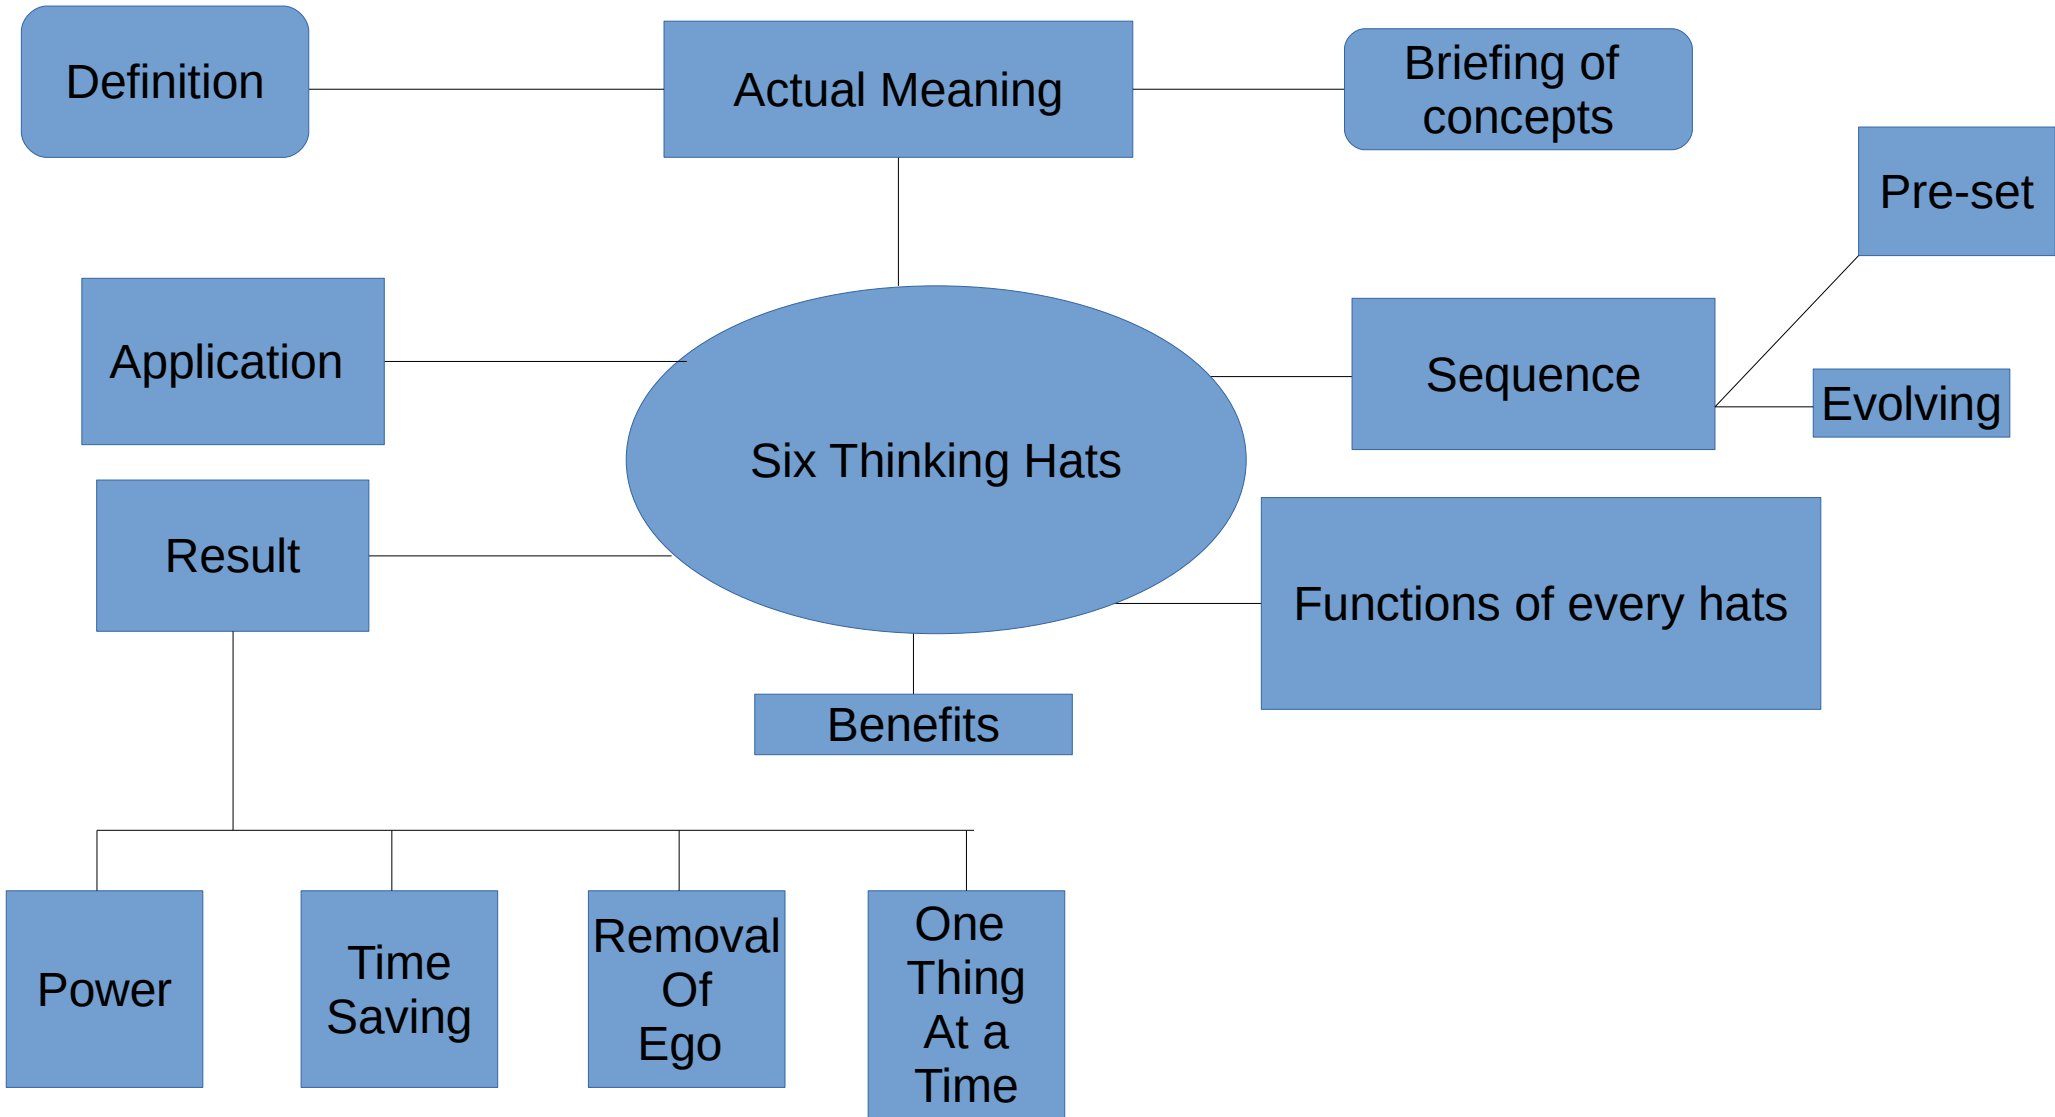 Definition
Actual Meaning
Briefing of
concepts
Pre-set
Application
Sequence
Evolving
Six Thinking Hats
Result
Functions of every hats
Benefits
Power
Time
Saving
Removal
Of
Ego
One
Thing
At a
Time